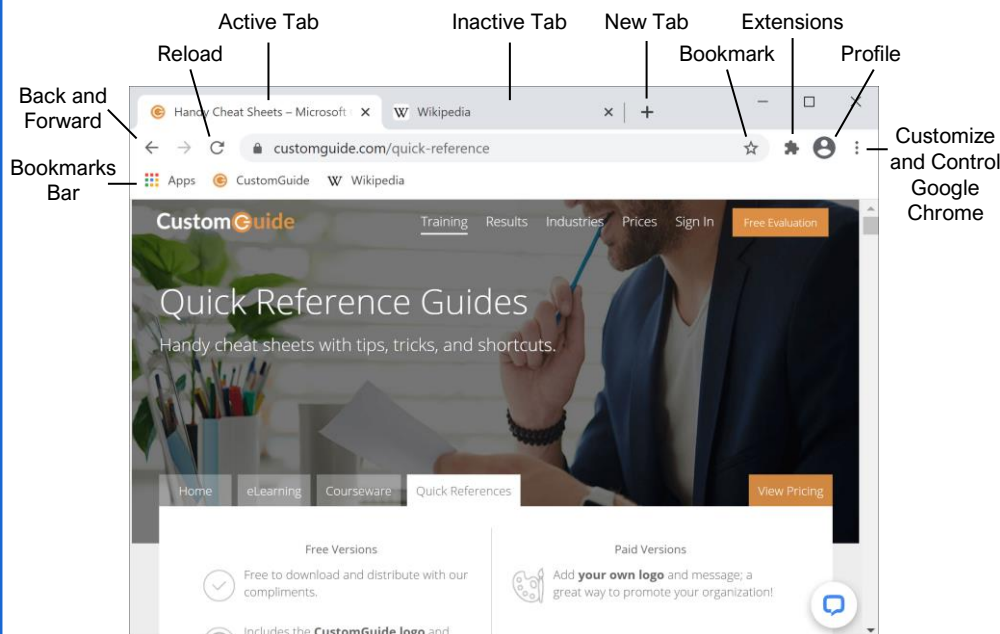 Active Tab
Inactive Tab
New Tab
Extensions
Reload
Bookmark
Profile
Back and
Forward
Handy Cheat Sheets – Microsoft
W Wikipedia
customguide.com/quick-reference
Customize
and Control
Google
Chrome
Bookmarks
Bar
Apps
CustomGuide
W Wikipedia
CustomGuide
Training
Results
Industries
Prices
Sign In
Free Evaluation
Quick Reference Guides
Handy cheat sheets with tips, tricks, and shortcuts.
Home
eLearning
Courseware
Quick References
View Pricing
Free Versions
Paid Versions
Free to download and distribute with our
compliments.
Add your own logo and message; a
great way to promote your organization!
Includes the CustomGuide logo and